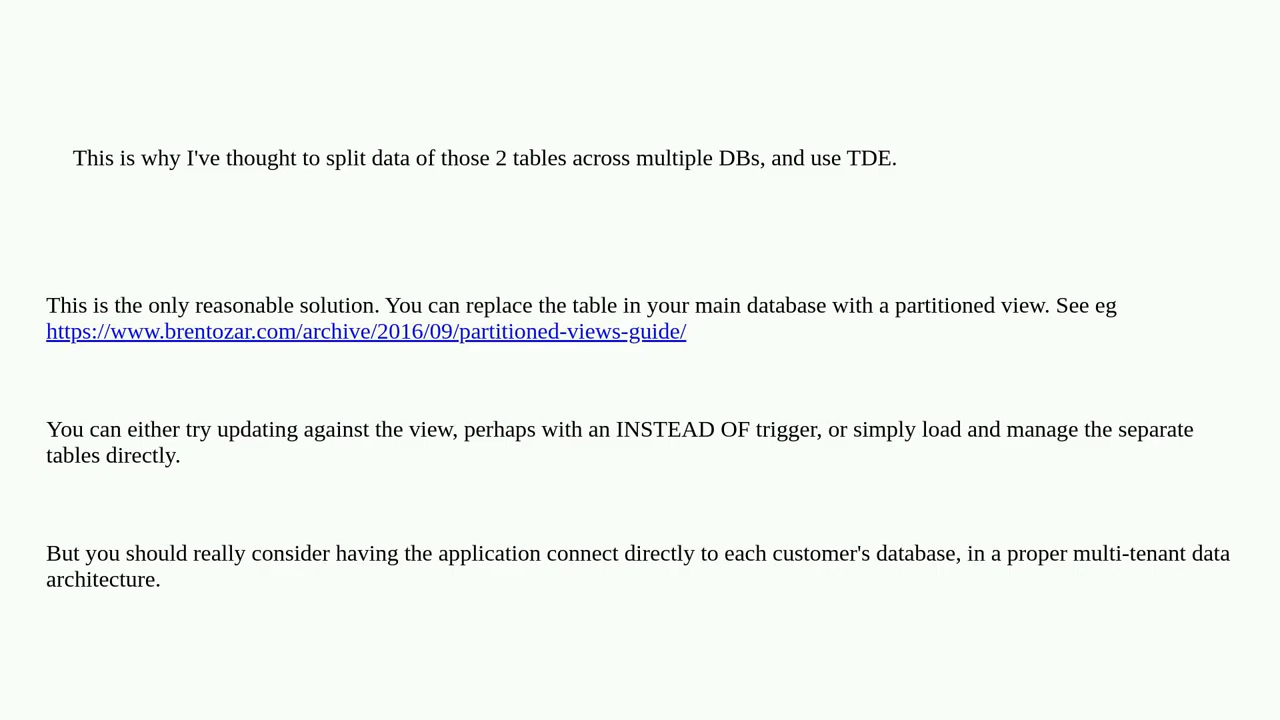 This is why I've thought to split data of those 2 tables across multiple DBs, and use TDE.
This is the only reasonable solution. You can replace the table in your main database with a partitioned view. See eg
https://www.brentozar.com/archive/2016/09/partitioned-views-guide/
You can either try updating against the view, perhaps with an INSTEAD OF trigger, or simply load and manage the separate
tables directly.
But you should really consider having the application connect directly to each customer's database, in a proper multi-tenant data
architecture.